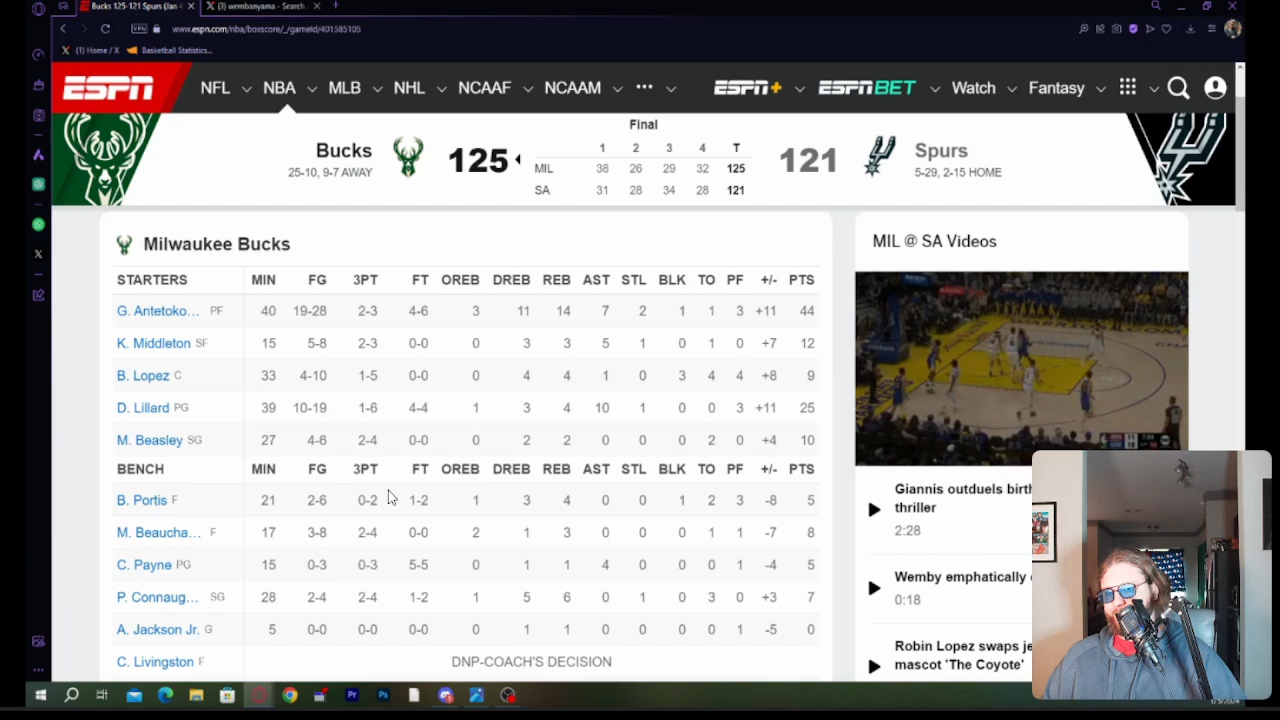 Bucks 125-121 Spurs (Jan
(3) wembanyama - Search
VPN www.espn.com/nba/boxscore/_/gameId/401585105
(1) Home / X Basketball Statistics...
ESPN NFL NBA MLB NHL NCAAF NCAAM ••• ESPN+ ESPN BET Watch Fantasy
Final
Bucks 125 1 2 3 4 T 121 Spurs
25-10, 9-7 AWAY MIL 38 26 29 32 125 5-29, 2-15 HOME
SA 31 28 34 28 121
Milwaukee Bucks
STARTERS MIN FG 3PT FT OREB DREB REB AST STL BLK TO PF +/- PTS
G. Antetoko... PF 40 19-28 2-3 4-6 3 11 14 7 2 1 1 3 +11 44
K. Middleton SF 15 5-8 2-3 0-0 0 3 3 5 1 0 1 0 +7 12
B. Lopez C 33 4-10 1-5 0-0 0 4 4 1 0 3 4 4 +8 9
D. Lillard PG 39 10-19 1-6 4-4 1 3 4 10 1 0 0 3 +11 25
M. Beasley SG 27 4-6 2-4 0-0 0 2 2 0 0 0 2 0 +4 10
BENCH MIN FG 3PT FT OREB DREB REB AST STL BLK TO PF +/- PTS
B. Portis F 21 2-6 0-2 1-2 1 3 4 0 0 1 2 3 -8 5
M. Beaucha... F 17 3-8 2-4 0-0 2 1 3 0 0 0 1 1 -7 8
C. Payne PG 15 0-3 0-3 5-5 0 1 1 4 0 0 0 1 -4 5
P. Connaug... SG 28 2-4 2-4 1-2 1 5 6 0 1 0 3 0 +3 7
A. Jackson Jr. G 5 0-0 0-0 0-0 0 1 1 0 0 0 0 1 -5 0
C. Livingston F DNP-COACH'S DECISION
MIL @ SA Videos
Giannis outduels
thriller
2:28
Wemby emphatically
0:18
Robin Lopez swaps
mascot 'The Coyote'